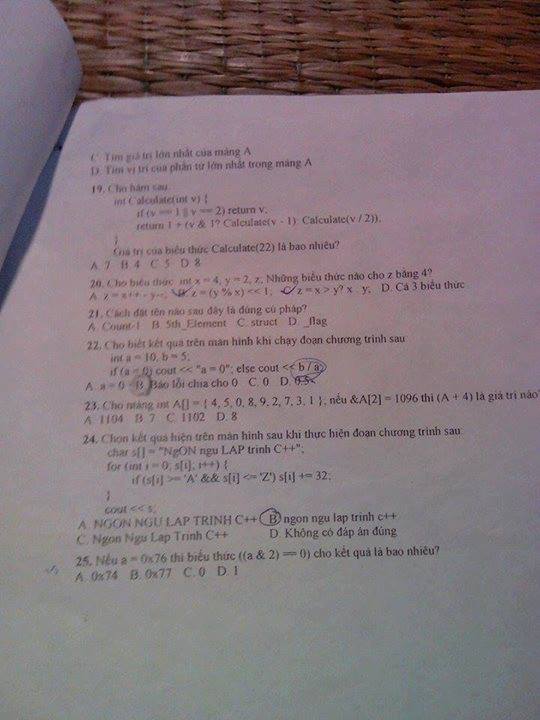 C. Tìm giá trị lớn nhất của mảng A
D. Tìm vị trí của phần tử lớn nhất trong mảng A
19. Cho hàm sau
int Calculate(int v) {
if (v == 1 || v == 2) return v;
return 1 + (v & 1? Calculate(v - 1): Calculate(v / 2));
}
Giá trị của biểu thức Calculate(22) là bao nhiêu?
A. 7 B. 4 C. 5 D. 8
20. Cho biểu thức int x = 4, y = 2, z; Những biểu thức nào cho z bằng 4?
A. z = x++ - y--; B. z = (y % x) << 1; C. z = x > y? x : y; D. Cả 3 biểu thức
21. Cách đặt tên nào sau đây là đúng cú pháp?
A. Count-1 B. 5th_Element C. struct D. _flag
22. Cho biết kết quả trên màn hình khi chạy đoạn chương trình sau
int a = 10, b = 5;
if (a = 0) cout << "a = 0"; else cout << b / a;
A. a = 0 B. Báo lỗi chia cho 0 C. 0 D. 0.5
23. Cho mảng int A[] = { 4, 5, 0, 8, 9, 2, 7, 3, 1 }; nếu &A[2] = 1096 thì (A + 4) là giá trị nào?
A. 1104 B. 7 C. 1102 D. 8
24. Chọn kết quả hiện trên màn hình sau khi thực hiện đoạn chương trình sau:
char s[] = "NgON ngu LAP trinh C++";
for (int i = 0; s[i]; i++) {
if (s[i] >= 'A' && s[i] <= 'Z') s[i] += 32;
}
cout << s;
A. NGON NGU LAP TRINH C++ B. ngon ngu lap trinh c++
C. Ngon Ngu Lap Trinh C++ D. Không có đáp án đúng
25. Nếu a = 0x76 thì biểu thức ((a & 2) == 0) cho kết quả là bao nhiêu?
A. 0x74 B. 0x77 C. 0 D. 1